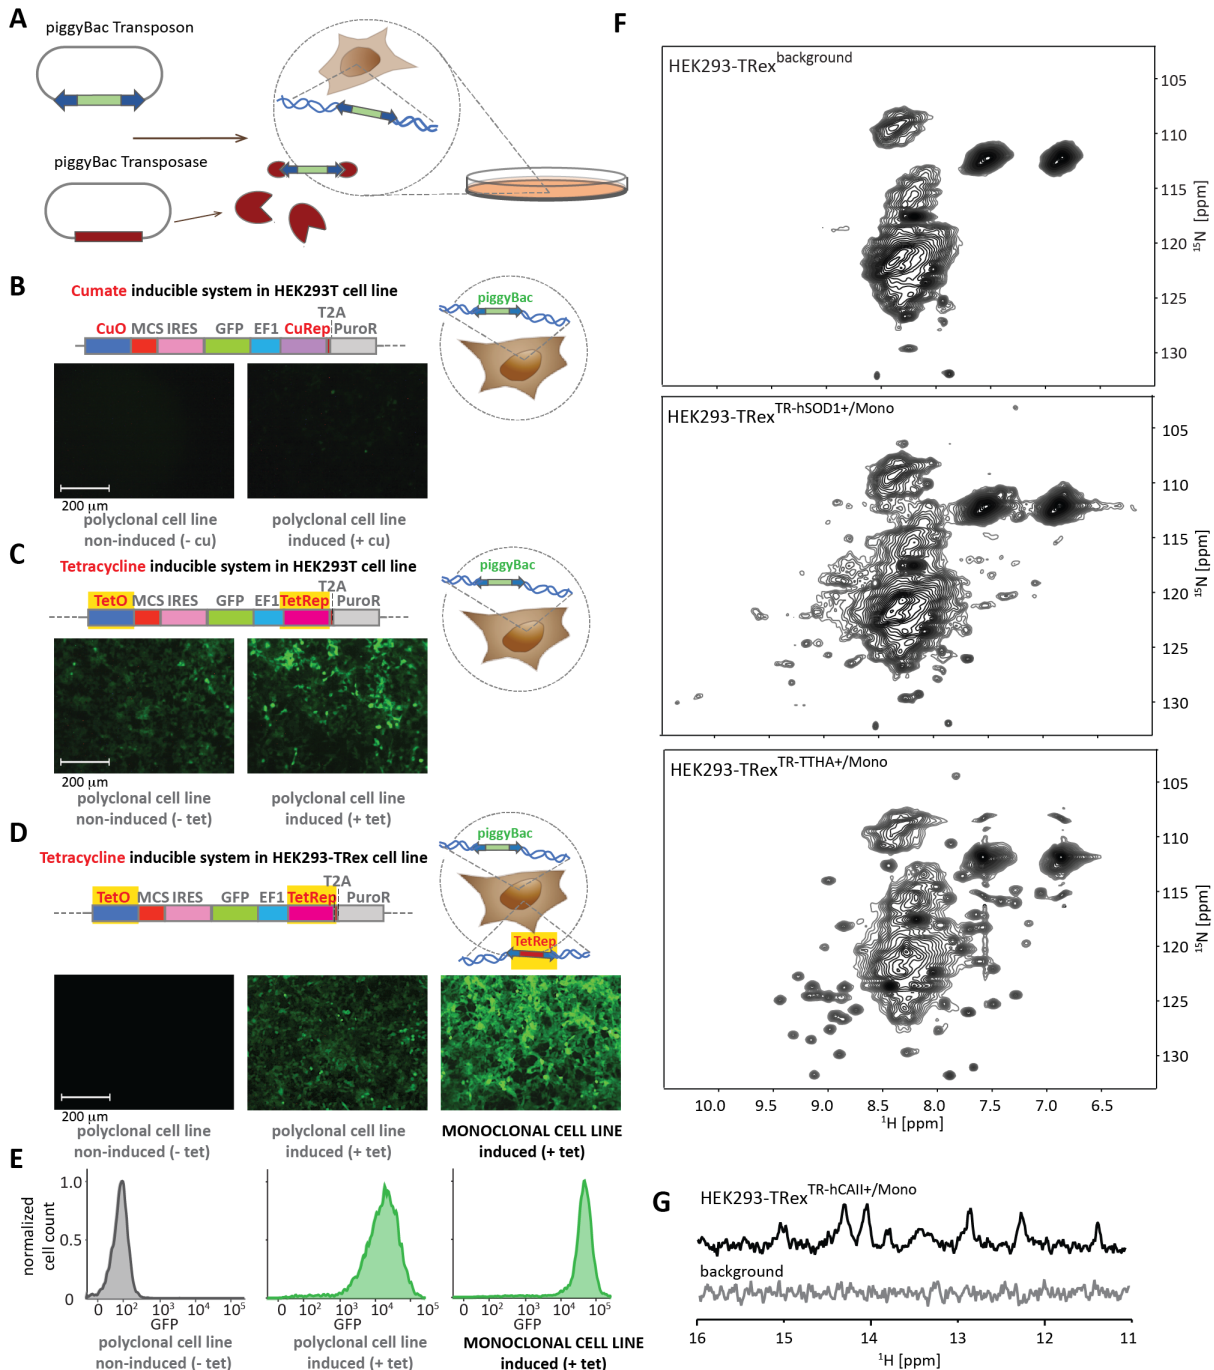 A
piggyBac Transposon
piggyBac Transposase
B
Cumate inducible system in HEK293T cell line
T2A
CuO MCS IRES GFP EF1 CuRep PuroR
piggyBac
200 µm
polyclonal cell line
non-induced (- cu)
polyclonal cell line
induced (+ cu)
C
Tetracycline inducible system in HEK293T cell line
T2A
TetO MCS IRES GFP EF1 TetRep PuroR
piggyBac
200 µm
polyclonal cell line
non-induced (- tet)
polyclonal cell line
induced (+ tet)
D
Tetracycline inducible system in HEK293-TRex cell line
T2A
TetO MCS IRES GFP EF1 TetRep PuroR
piggyBac
TetRep
200 µm
polyclonal cell line
non-induced (- tet)
polyclonal cell line
induced (+ tet)
MONOCLONAL CELL LINE
induced (+ tet)
E
normalized
cell count
1.0
0.5
0
0 10² 10³ 10⁴ 10⁵
GFP
polyclonal cell line
non-induced (- tet)
0 10² 10³ 10⁴ 10⁵
GFP
polyclonal cell line
induced (+ tet)
0 10² 10³ 10⁴ 10⁵
GFP
MONOCLONAL CELL LINE
induced (+ tet)
F
HEK293-TRex background
105
110
115
120
125
130
¹⁵N [ppm]
HEK293-TRex TR-hSOD1+/Mono
105
110
115
120
125
130
¹⁵N [ppm]
HEK293-TRex TR-TTHA+/Mono
105
110
115
120
125
130
¹⁵N [ppm]
10.0 9.5 9.0 8.5 8.0 7.5 7.0 6.5
¹H [ppm]
G
HEK293-TRex TR-hCAII+/Mono
background
16 15 14 13 12 11
¹H [ppm]